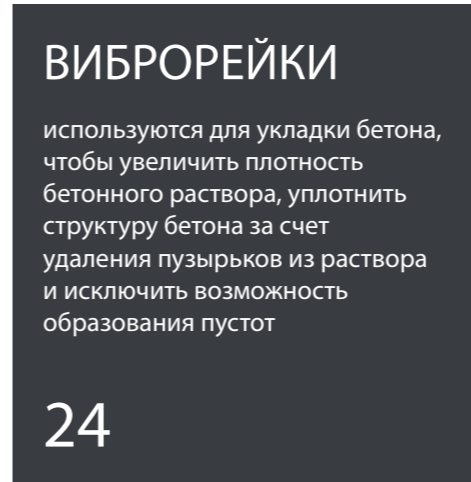 ВИБРОРЕЙКИ
используются для укладки бетона,
чтобы увеличить плотность
бетонного раствора, уплотнить
структуру бетона за счет
удаления пузырьков из раствора
и исключить возможность
образования пустот
24